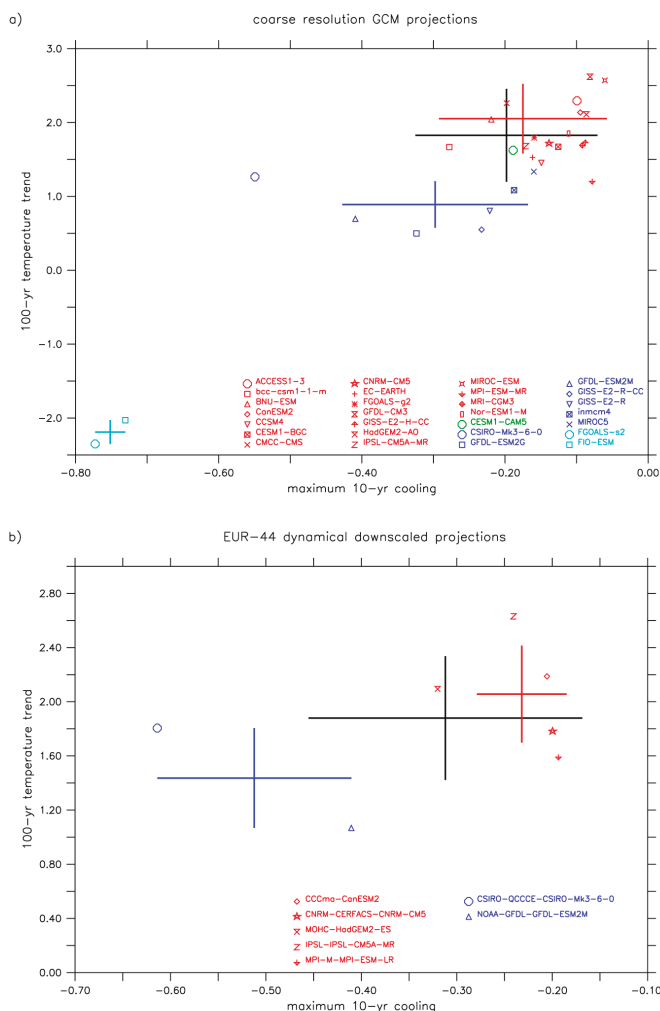 a)
coarse resolution GCM projections
3.0
2.0
1.0
0.0
-1.0
-2.0
100-yr temperature trend
ACCESS1-3
bcc-csm1-1-m
BNU-ESM
CanESM2
CCSM4
CESM1-BGC
CMCC-CMS
CNRM-CM5
EC-EARTH
FGOALS-g2
GFDL-CM3
GISS-E2-H-CC
HadGEM2-AO
IPSL-CM5A-MR
MIROC-ESM
MPI-ESM-MR
MRI-CGM3
Nor-ESM1-M
CESM1-CAM5
CSIRO-Mk3-6-0
GFDL-ESM2G
GFDL-ESM2M
GISS-E2-R-CC
GISS-E2-R
inmcm4
MIROC5
FGOALS-s2
FIO-ESM
-0.80 -0.60 -0.40 -0.20 0.00
maximum 10-yr cooling
b)
EUR-44 dynamical downscaled projections
2.80
2.40
2.00
1.60
1.20
0.80
0.40
0.00
100-yr temperature trend
CCCma-CanESM2
CNRM-CERFACS-CNRM-CM5
MOHC-HadGEM2-ES
IPSL-IPSL-CM5A-MR
MPI-M-MPI-ESM-LR
CSIRO-QCCCE-CSIRO-Mk3-6-0
NOAA-GFDL-GFDL-ESM2M
-0.70 -0.60 -0.50 -0.40 -0.30 -0.20 -0.10
maximum 10-yr cooling